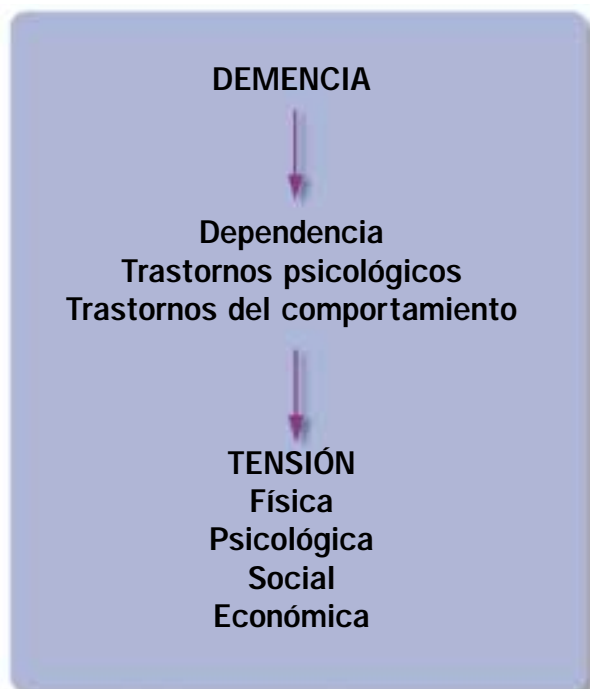 DEMENCIA
Dependencia
Trastornos psicológicos
Trastornos del comportamiento
TENSIÓN
Física
Psicológica
Social
Económica